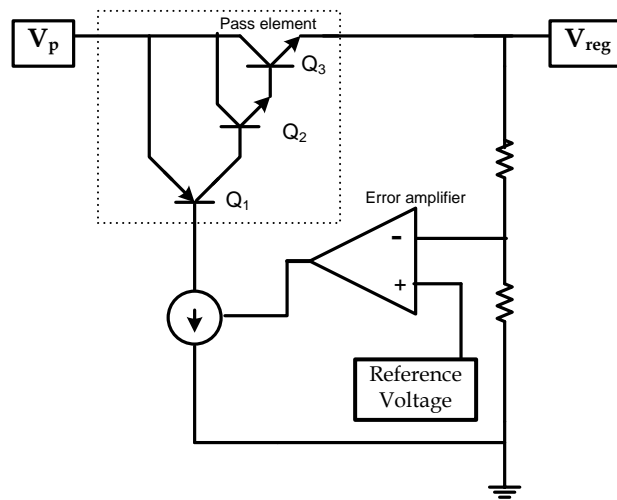 Pass element
Vp
Vreg
Q3
Q2
Q1
Error amplifier
-
+
Reference
Voltage